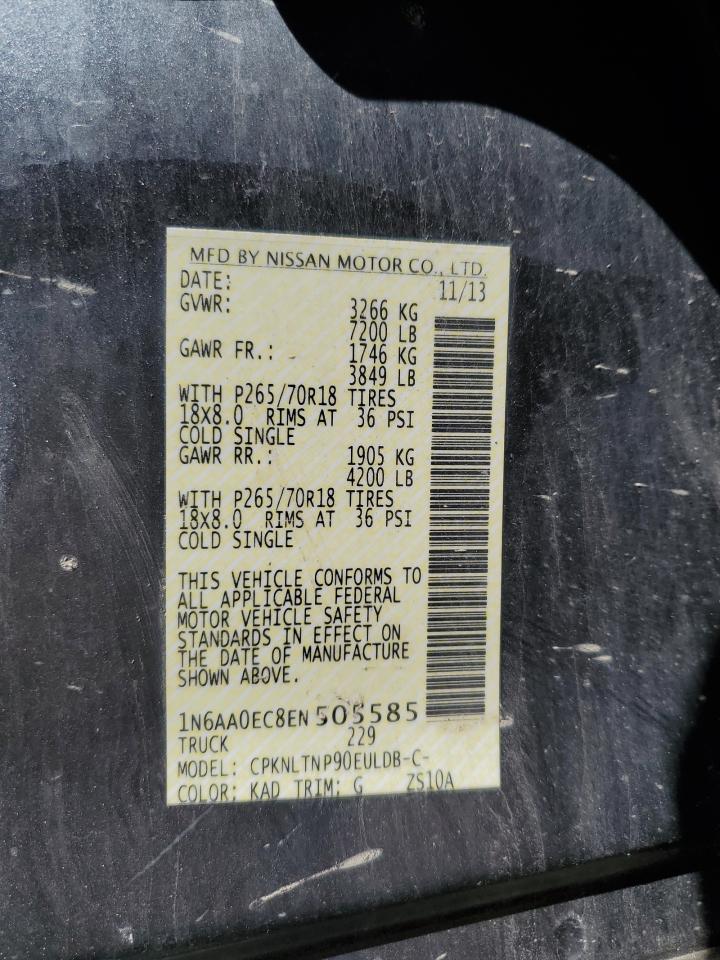 MFD BY NISSAN MOTOR CO., LTD.
DATE: 11/13
GVWR: 3266 KG
7200 LB
GAWR FR.: 1746 KG
3849 LB
WITH P265/70R18 TIRES
18X8.0 RIMS AT 36 PSI
COLD SINGLE
GAWR RR.: 1905 KG
4200 LB
WITH P265/70R18 TIRES
18X8.0 RIMS AT 36 PSI
COLD SINGLE
THIS VEHICLE CONFORMS TO
ALL APPLICABLE FEDERAL
MOTOR VEHICLE SAFETY
STANDARDS IN EFFECT ON
THE DATE OF MANUFACTURE
SHOWN ABOVE.
1N6AA0EC8EN505585
TRUCK 229
MODEL: CPKNLTNP90EULDB-C-
COLOR: KAD TRIM: G ZS10A